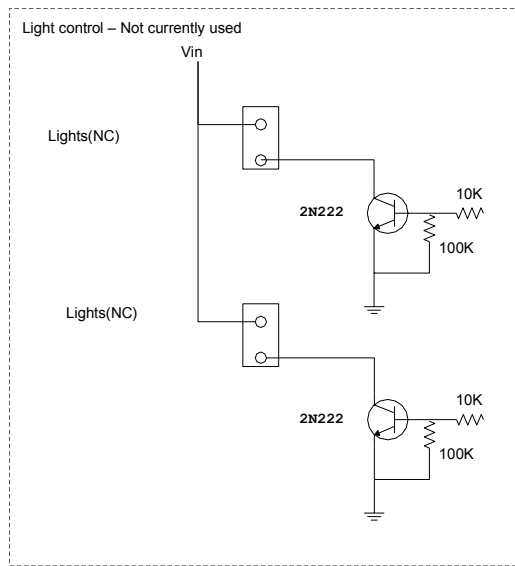 Light control – Not currently used
Vin
Lights(NC)
10K
2N222
100K
Lights(NC)
10K
2N222
100K